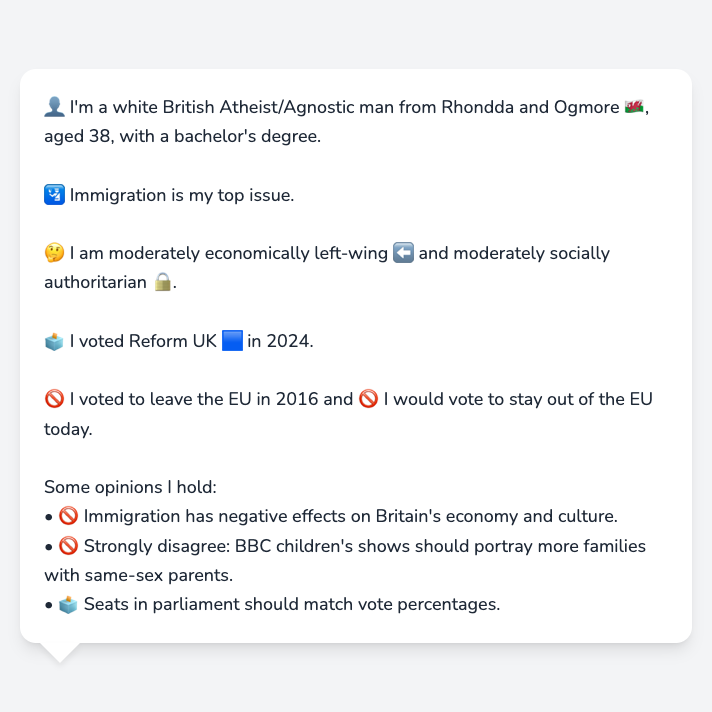 👤 I'm a white British Atheist/Agnostic man from Rhondda and Ogmore 🏴󠁧󠁢󠁷󠁬󠁳󠁿,
aged 38, with a bachelor's degree.
🛂 Immigration is my top issue.
🤔 I am moderately economically left-wing ⬅️ and moderately socially
authoritarian 🔒.
🗳️ I voted Reform UK 🟦 in 2024.
🚫 I voted to leave the EU in 2016 and 🚫 I would vote to stay out of the EU
today.
Some opinions I hold:
• 🚫 Immigration has negative effects on Britain's economy and culture.
• 🚫 Strongly disagree: BBC children's shows should portray more families
with same-sex parents.
• 🗳️ Seats in parliament should match vote percentages.